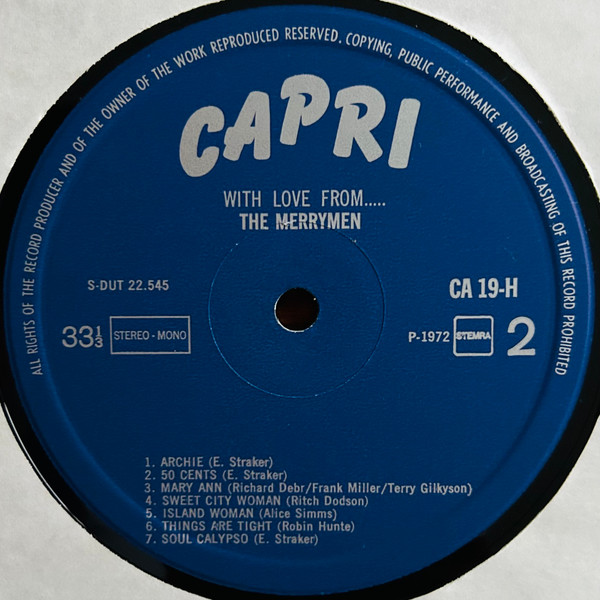 ALL RIGHTS OF THE RECORD PRODUCER AND OF THE OWNER OF THE WORK REPRODUCED RESERVED. COPYING, PUBLIC PERFORMANCE AND BROADCASTING OF THIS RECORD PROHIBITED
CAPRI
WITH LOVE FROM.....
THE MERRYMEN
S-DUT 22.545
CA 19-H
33⅓ STEREO-MONO
P-1972 STEMRA 2
1. ARCHIE (E. Straker)
2. 50 CENTS (E. Straker)
3. MARY ANN (Richard Debr/Frank Miller/Terry Gilkyson)
4. SWEET CITY WOMAN (Ritch Dodson)
5. ISLAND WOMAN (Alice Simms)
6. THINGS ARE TIGHT (Robin Hunte)
7. SOUL CALYPSO (E. Straker)